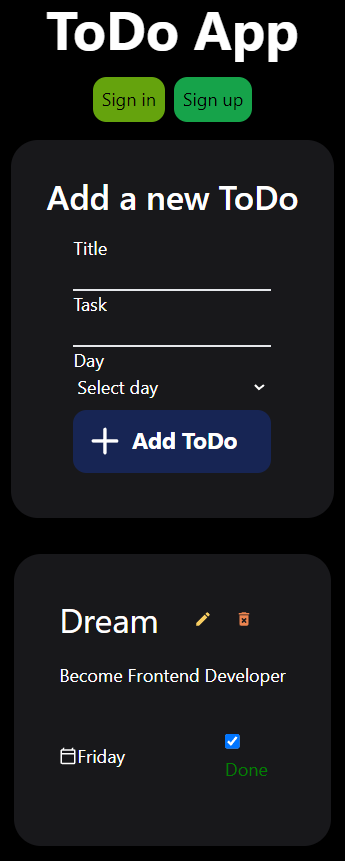 ToDo App
Sign in Sign up
Add a new ToDo
Title
Task
Day
Select day
Add ToDo
Dream
Become Frontend Developer
Friday
Done